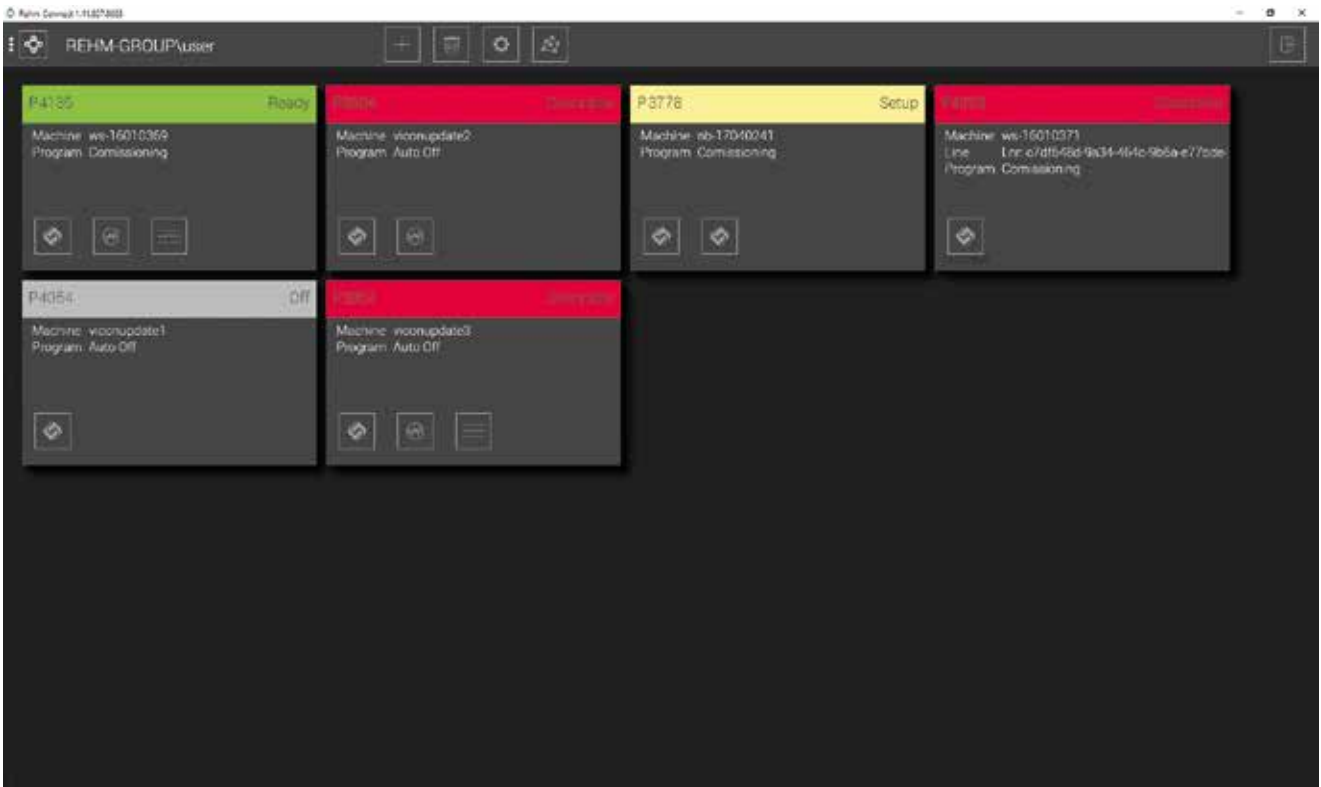 REHM-GROUP\user
P4135 Ready
Machine ws-16010369
Program Comissioning
Machine viconupdate2
Program Auto Off
P3778 Setup
Machine nb-17040241
Program Comissioning
Machine ws-16010371
Line
Program Comissioning
P4054 Off
Machine viconupdate1
Program Auto Off
Machine viconupdate3
Program Auto Off